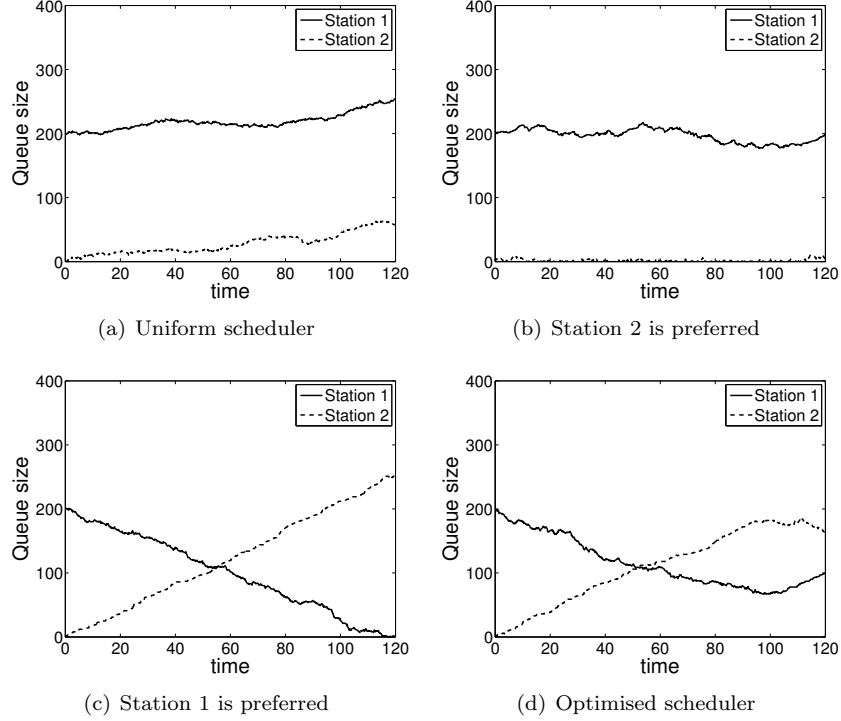 400
300
200
100
0
Queue size
0 20 40 60 80 100 120
time
Station 1
Station 2
(a) Uniform scheduler
400
300
200
100
0
Queue size
0 20 40 60 80 100 120
time
Station 1
Station 2
(b) Station 2 is preferred
400
300
200
100
0
Queue size
0 20 40 60 80 100 120
time
Station 1
Station 2
(c) Station 1 is preferred
400
300
200
100
0
Queue size
0 20 40 60 80 100 120
time
Station 1
Station 2
(d) Optimised scheduler